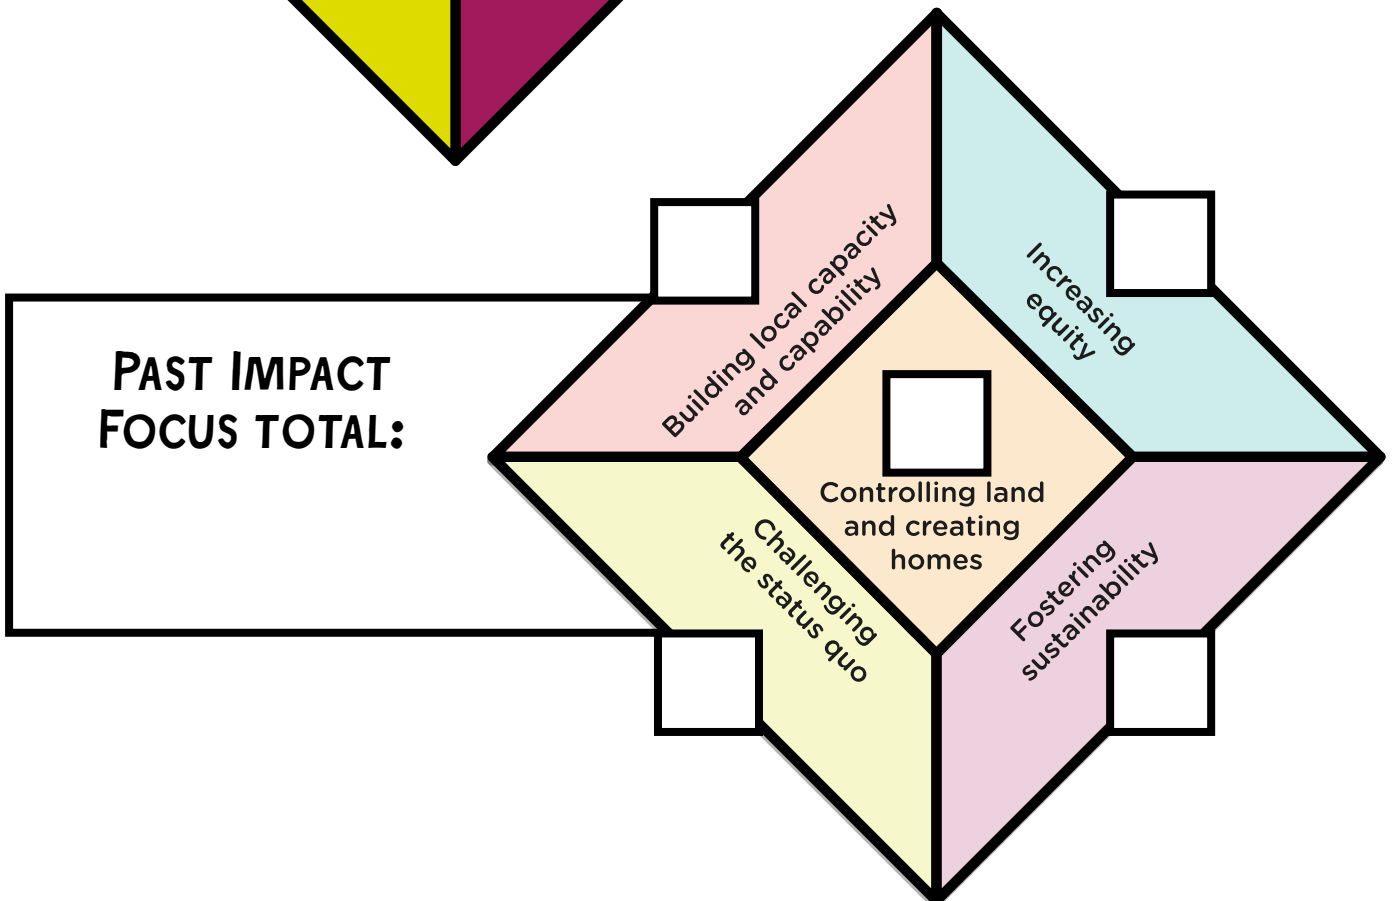 PAST IMPACT
FOCUS TOTAL:
Building local capacity
and capability
Increasing
equity
Controlling land
and creating
homes
Challenging
the status quo
Fostering
sustainability